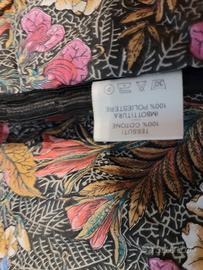 TESSUTI
100% COTONE
IMBOTTITURA
100% POLIESTERE